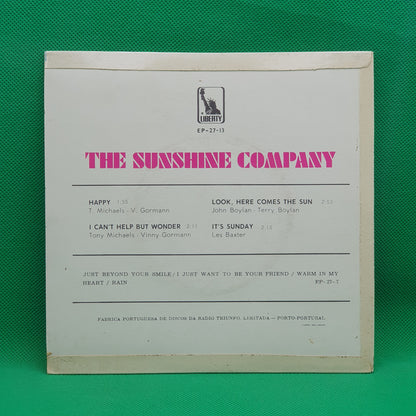 LIBERTY
EP-27-13
THE SUNSHINE COMPANY
HAPPY 1:55
T. Michaels - V. Gormann
I CAN'T HELP BUT WONDER 2:11
Tony Michaels - Vinny Gormann
LOOK, HERE COMES THE SUN 2:53
John Boylan - Terry Boylan
IT'S SUNDAY 2:10
Les Baxter
JUST BEYOND YOUR SMILE / I JUST WANT TO BE YOUR FRIEND / WARM IN MY
HEART / RAIN EP-27-7
FABRICA PORTUGUESA DE DISCOS DA RADIO TRIUNFO, LIMITADA — PORTO-PORTUGAL